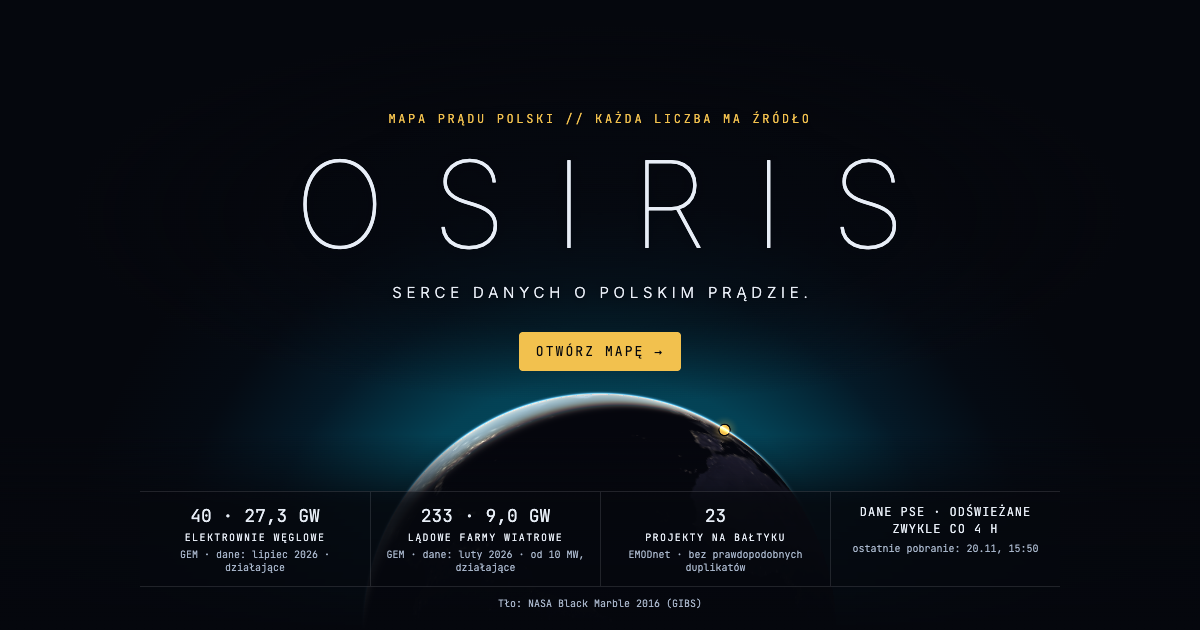 MAPA PRĄDU POLSKI // KAŻDA LICZBA MA ŹRÓDŁO
OSIRIS
SERCE DANYCH O POLSKIM PRĄDZIE.
OTWÓRZ MAPĘ →
40 · 27,3 GW
ELEKTROWNIE WĘGLOWE
GEM · dane: lipiec 2026 ·
działające
233 · 9,0 GW
LĄDOWE FARMY WIATROWE
GEM · dane: luty 2026 · od 10 MW,
działające
23
PROJEKTY NA BAŁTYKU
EMODnet · bez prawdopodobnych
duplikatów
DANE PSE · ODŚWIEŻANE
ZWYKLE CO 4 H
ostatnie pobranie: 20.11, 15:50
Tło: NASA Black Marble 2016 (GIBS)